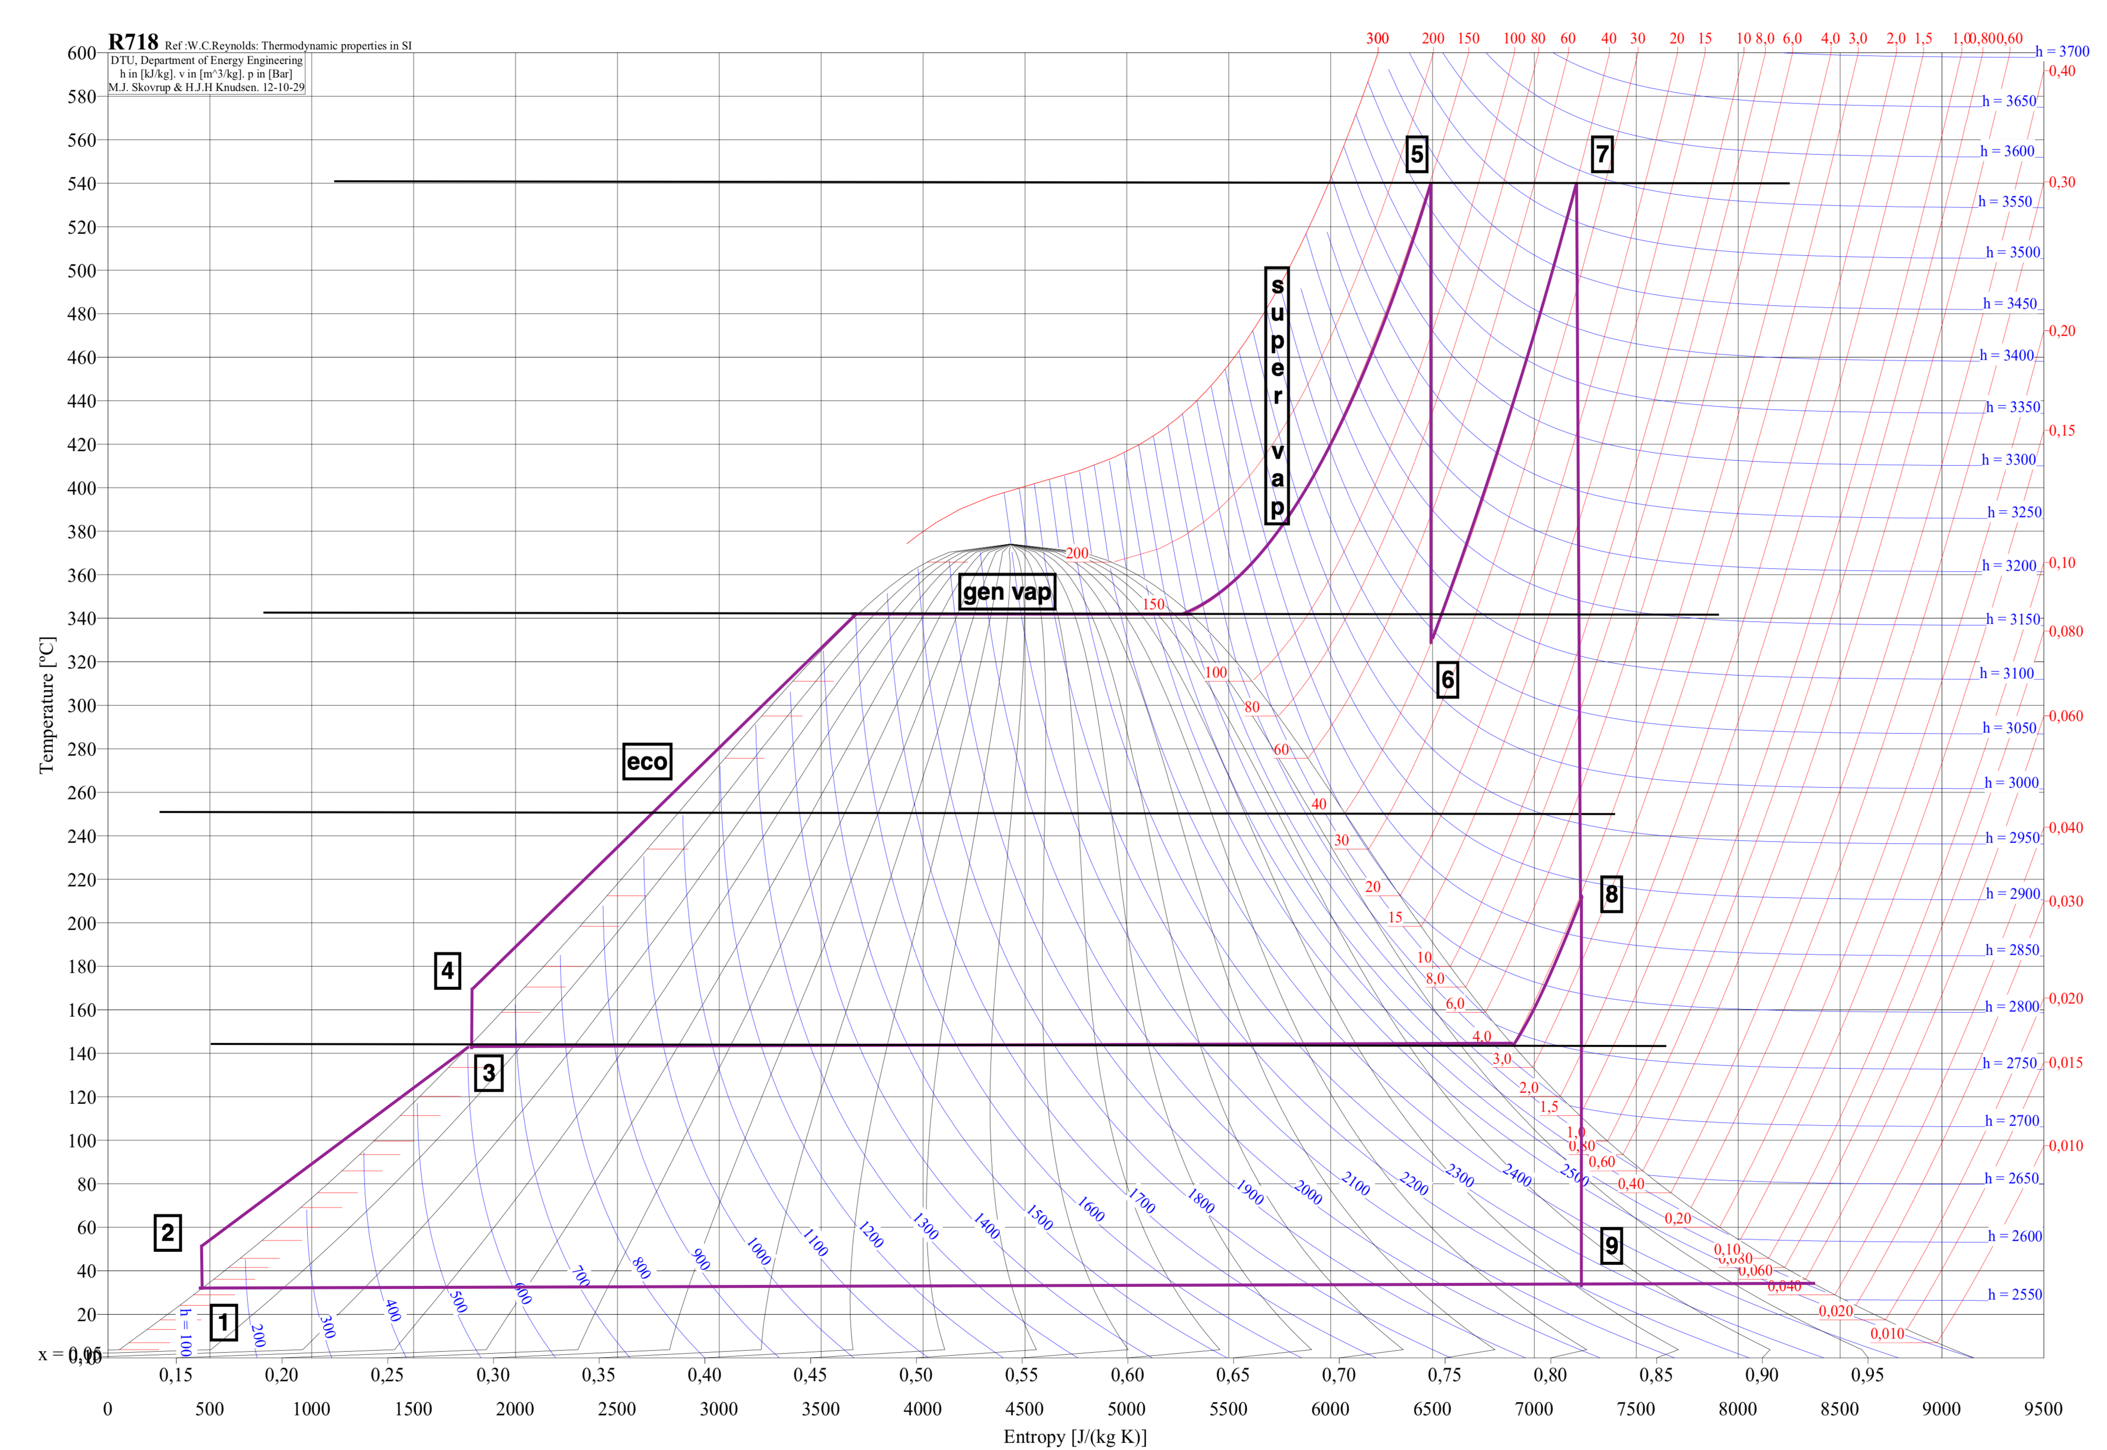 R718 Ref :W.C.Reynolds: Thermodynamic properties in SI
DTU, Department of Energy Engineering
h in [kJ/kg]. v in [m^3/kg]. p in [Bar]
M.J. Skovrup & H.J.H Knudsen. 12-10-29
300 200 150 100 80 60 40 30 20 15 10 8,0 6,0 4,0 3,0 2,0 1,5
h = 3700
0,40
h = 3650
h = 3600
0,30
h = 3550
h = 3500
h = 3450
0,20
h = 3400
h = 3350
0,15
h = 3300
h = 3250
0,10
h = 3200
h = 3150
0,080
h = 3100
0,060
h = 3050
h = 3000
0,040
h = 2950
h = 2900
0,030
h = 2850
0,020
h = 2800
h = 2750
0,015
h = 2700
0,010
h = 2650
h = 2600
h = 2550
600
580
560
540
520
500
480
460
440
420
400
380
360
340
320
300
280
260
240
220
200
180
160
140
120
100
80
60
40
20
Temperature [ºC]
5
7
super vap
gen vap
6
eco
8
4
3
2
9
1
200
150
100
80
60
40
30
20
15
10
8,0
6,0
4,0
3,0
2,0
1,5
1,0
0,80
0,60
0,40
0,20
0,10
0,080
0,060
0,040
0,020
0,010
h = 100
200
300
400
500
600
700
800
900
1000
1100
1200
1300
1400
1500
1600
1700
1800
1900
2000
2100
2200
2300
2400
2500
0,15 0,20 0,25 0,30 0,35 0,40 0,45 0,50 0,55 0,60 0,65 0,70 0,75 0,80 0,85 0,90 0,95
0 500 1000 1500 2000 2500 3000 3500 4000 4500 5000 5500 6000 6500 7000 7500 8000 8500 9000 9500
Entropy [J/(kg K)]